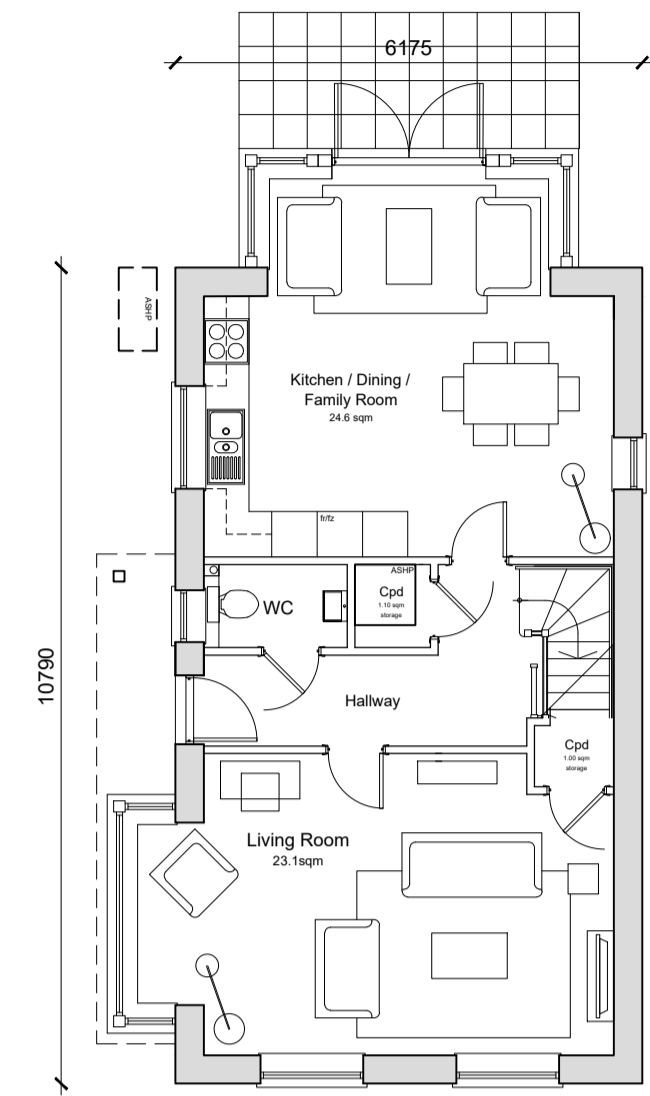 6175
ASHP
Kitchen / Dining /
Family Room
24.6 sqm
fr/fz
ASHP
WC
Cpd
1.10 sqm
storage
10790
Hallway
Cpd
1.00 sqm
storage
Living Room
23.1sqm